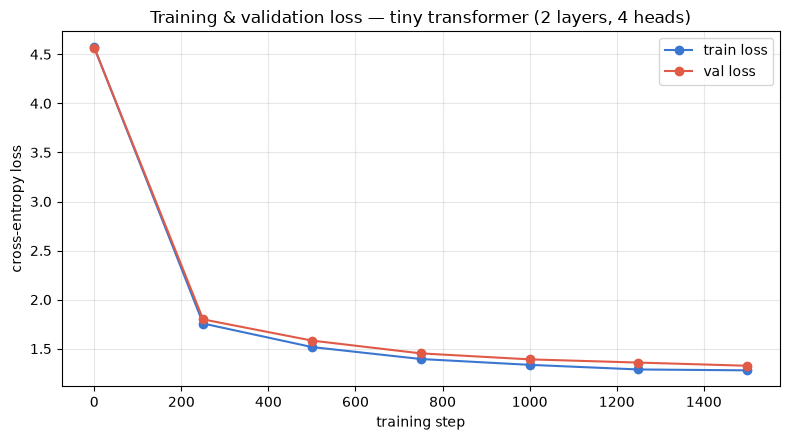 Training & validation loss — tiny transformer (2 layers, 4 heads)
train loss
val loss
cross-entropy loss
4.5
4.0
3.5
3.0
2.5
2.0
1.5
0 200 400 600 800 1000 1200 1400
training step